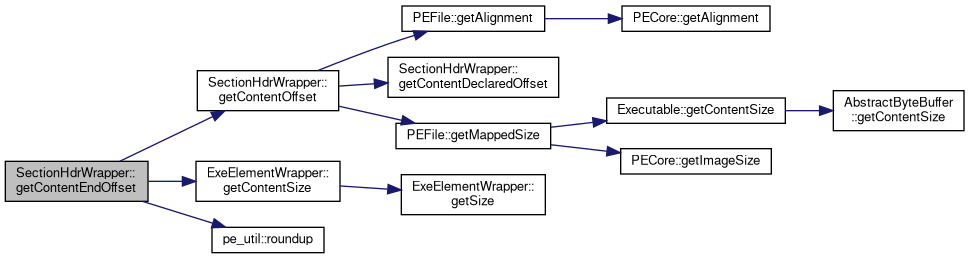 PEFile::getAlignment
PECore::getAlignment
SectionHdrWrapper::
getContentOffset
SectionHdrWrapper::
getContentDeclaredOffset
Executable::getContentSize
AbstractByteBuffer
::getContentSize
PEFile::getMappedSize
PECore::getImageSize
SectionHdrWrapper::
getContentEndOffset
ExeElementWrapper::
getContentSize
ExeElementWrapper::
getSize
pe_util::roundup